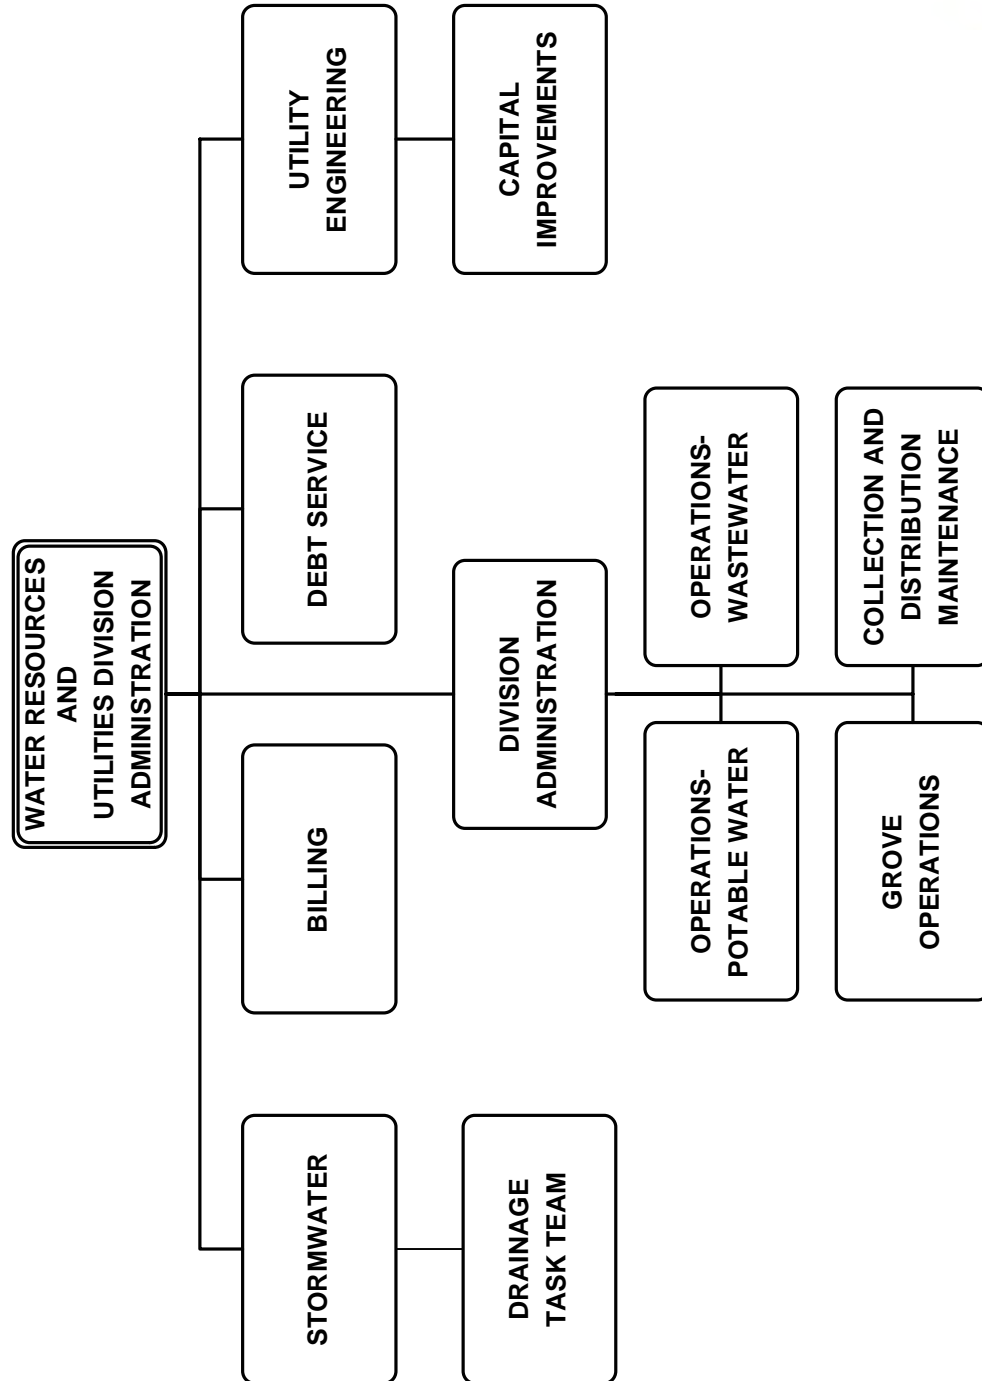 WATER RESOURCES
AND
UTILITIES DIVISION
ADMINISTRATION
STORMWATER
BILLING
DEBT SERVICE
UTILITY
ENGINEERING
DRAINAGE
TASK TEAM
DIVISION
ADMINISTRATION
CAPITAL
IMPROVEMENTS
OPERATIONS-
POTABLE WATER
OPERATIONS-
WASTEWATER
GROVE
OPERATIONS
COLLECTION AND
DISTRIBUTION
MAINTENANCE